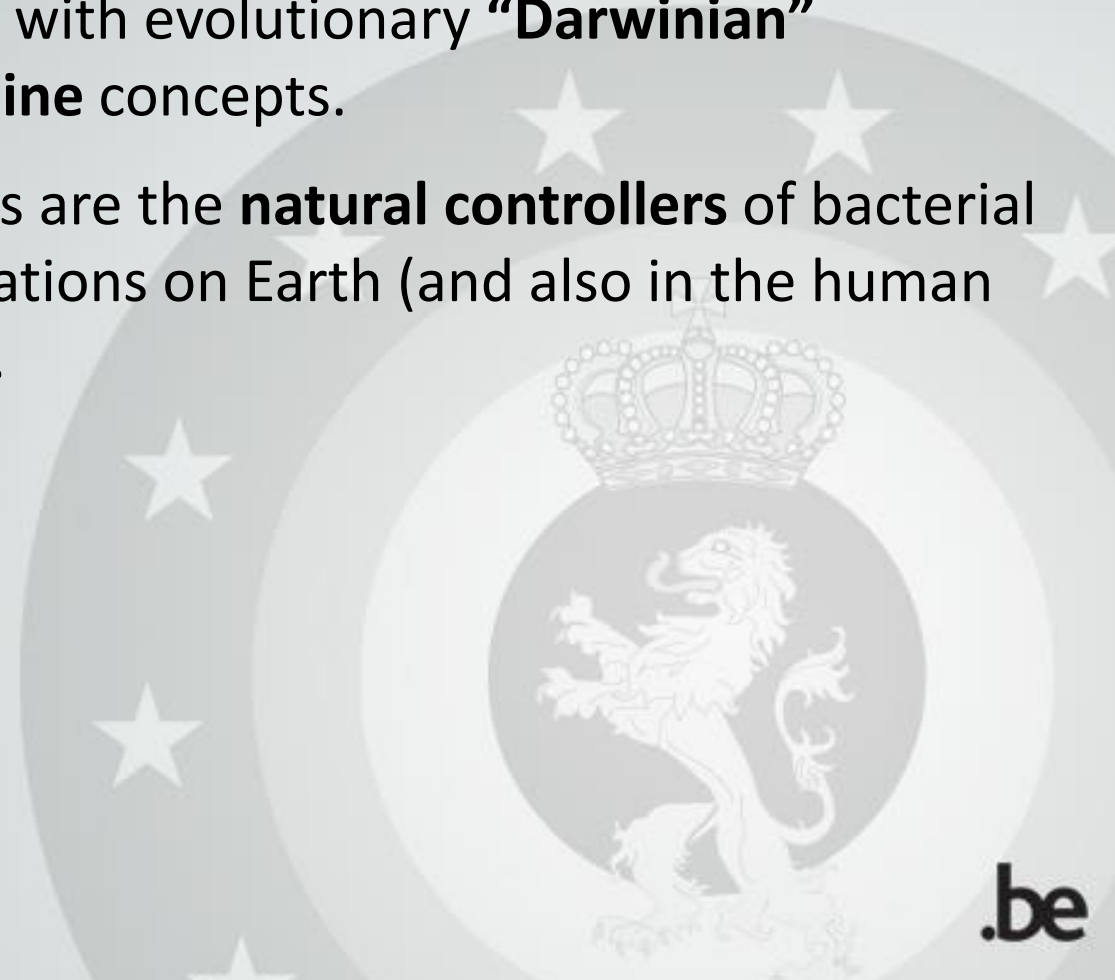 with evolutionary “Darwinian”
ine concepts.
s are the natural controllers of bacterial
ations on Earth (and also in the human
.
.be